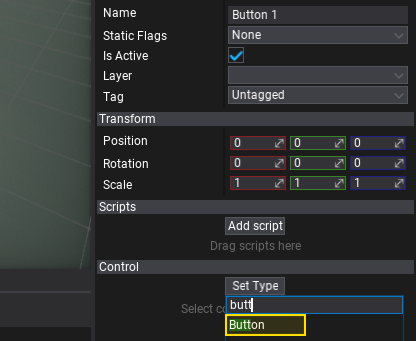 Name Button 1
Static Flags None
Is Active
Layer
Tag Untagged
Transform
Position 0 0 0
Rotation 0 0 0
Scale 1 1 1
Scripts
Add script
Drag scripts here
Control
Set Type
Select
butt
Button